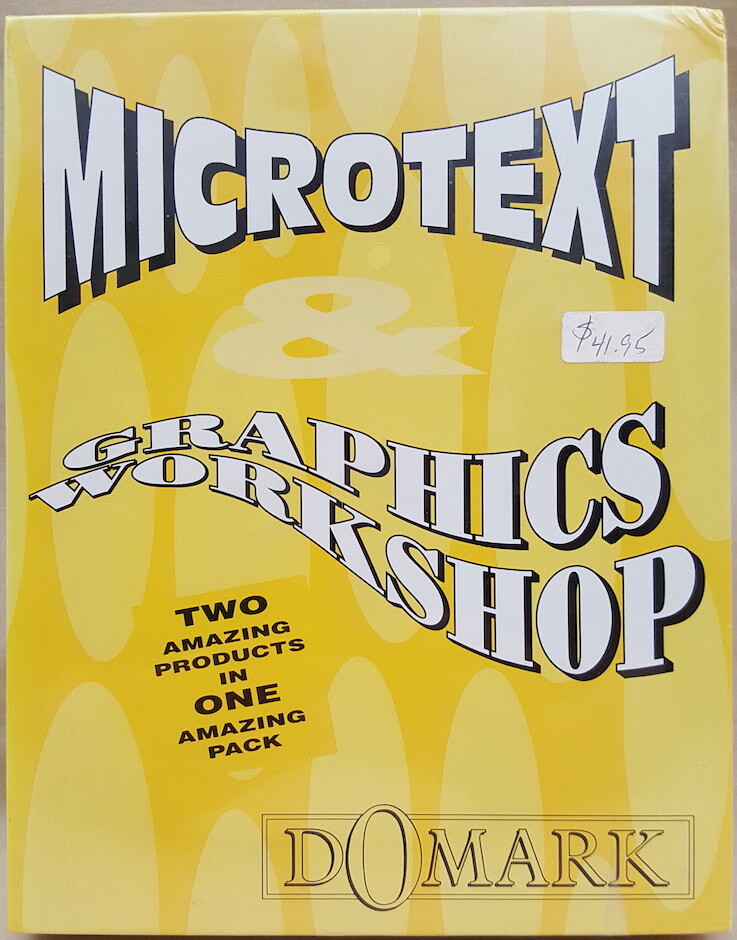 MICROTEXT
&
$41.95
GRAPHICS
WORKSHOP
TWO
AMAZING
PRODUCTS
IN
ONE
AMAZING
PACK
DOMARK